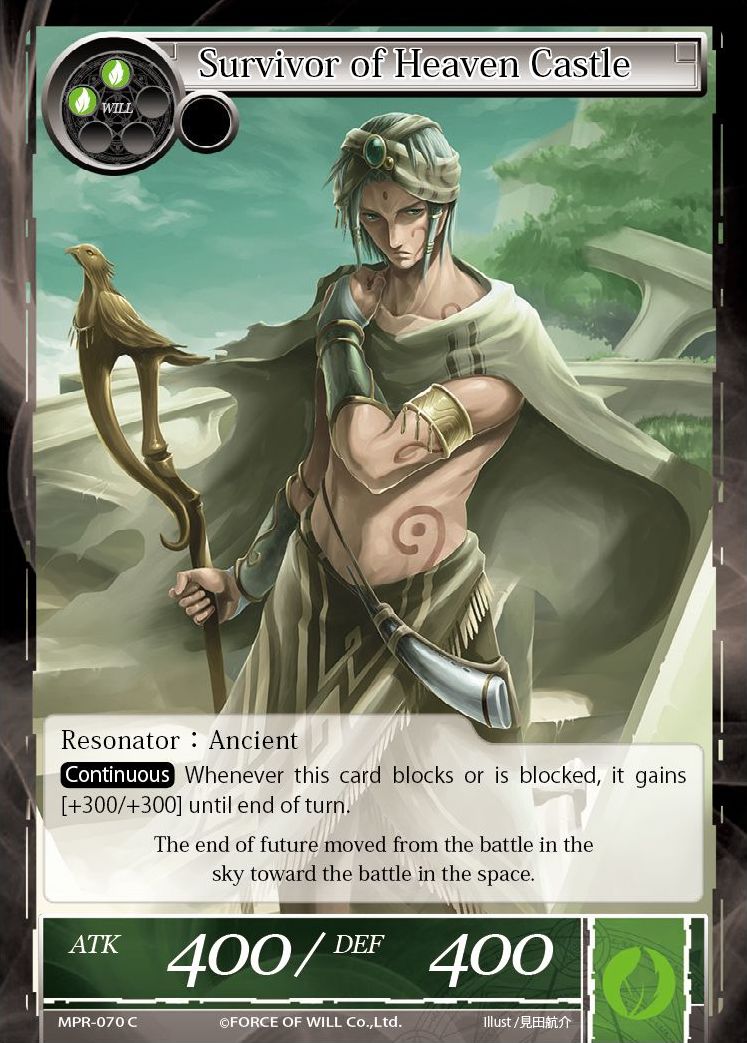 Survivor of Heaven Castle
WILL
Resonator : Ancient
Continuous Whenever this card blocks or is blocked, it gains
[+300/+300] until end of turn.
The end of future moved from the battle in the
sky toward the battle in the space.
ATK 400 / DEF 400
MPR-070 C ©FORCE OF WILL Co.,Ltd. Illust /見田航介